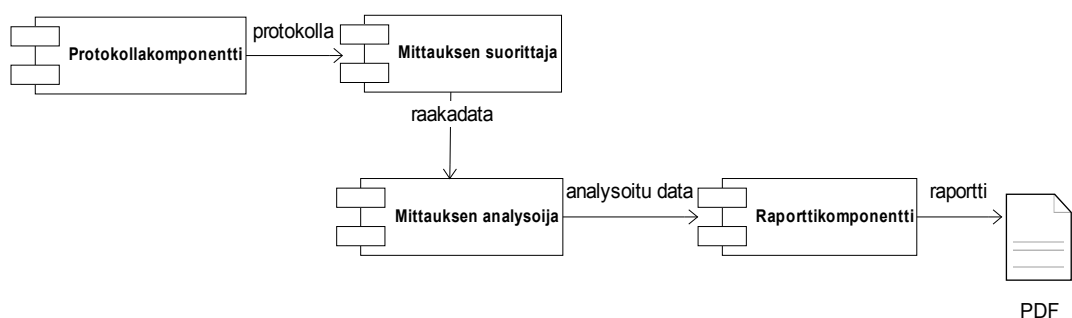 protokolla
Protokollakomponentti
Mittauksen suorittaja
raakadata
Mittauksen analysoija
analysoitu data
Raporttikomponentti
raportti
PDF